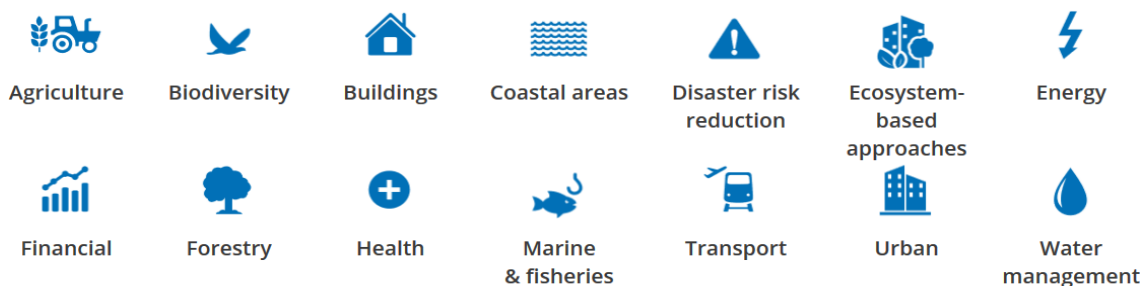 Agriculture
Biodiversity
Buildings
Coastal areas
Disaster risk
reduction
Ecosystem-
based
approaches
Energy
Financial
Forestry
Health
Marine
& fisheries
Transport
Urban
Water
management